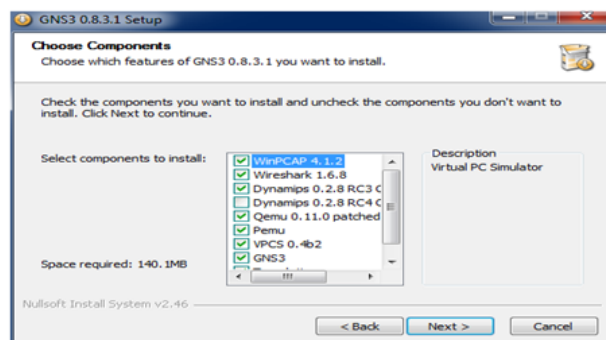 GNS3 0.8.3.1 Setup
Choose Components
Choose which features of GNS3 0.8.3.1 you want to install.
Check the components you want to install and uncheck the components you don't want to
install. Click Next to continue.
Select components to install:
WinPCAP 4.1.2
Wireshark 1.6.8
Dynamips 0.2.8 RC3 C
Dynamips 0.2.8 RC4 C
Qemu 0.11.0 patched
Pemu
VPCS 0.4b2
GNS3
Description
Virtual PC Simulator
Space required: 140.1MB
Nullsoft Install System v2.46
< Back
Next >
Cancel